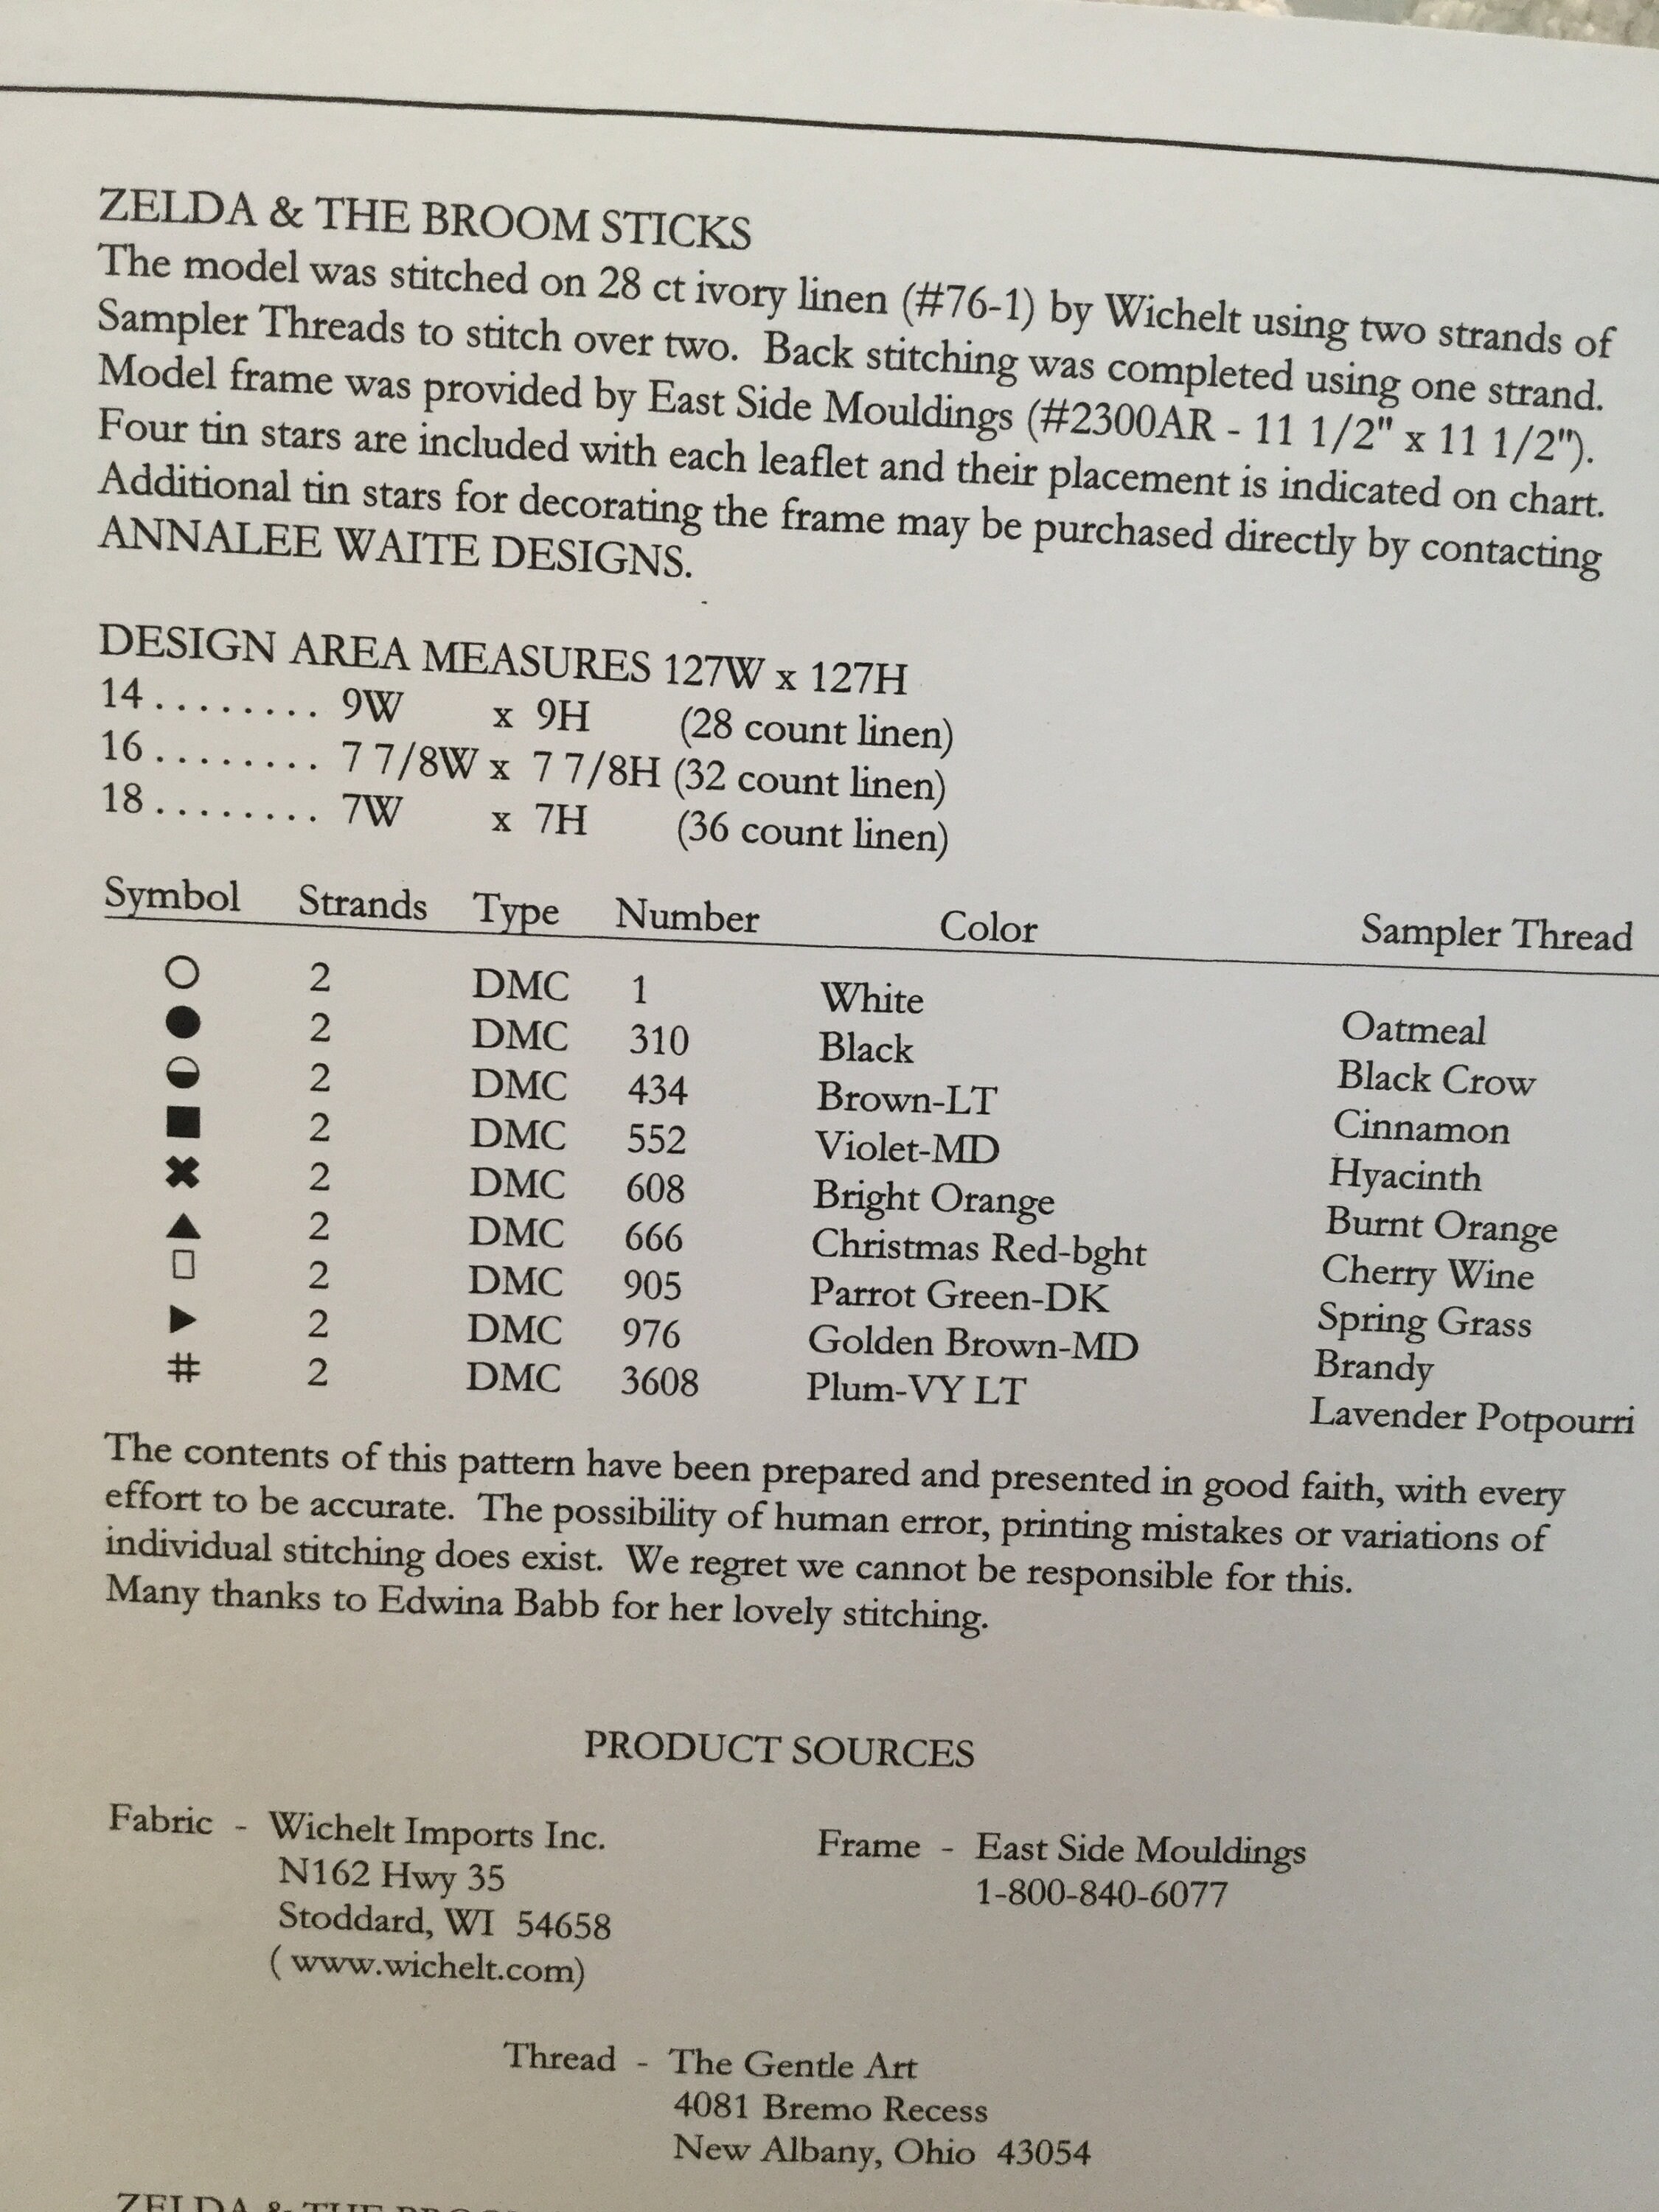 ZELDA & THE BROOM STICKS
The model was stitched on 28 ct ivory linen (#76-1) by Wichelt using two strands of
Sampler Threads to stitch over two. Back stitching was completed using one strand.
Model frame was provided by East Side Mouldings (#2300AR - 11 1/2" x 11 1/2").
Four tin stars are included with each leaflet and their placement is indicated on chart.
Additional tin stars for decorating the frame may be purchased directly by contacting
ANNALEE WAITE DESIGNS.
DESIGN AREA MEASURES 127W x 127H
14 . . . . . . . . 9W x 9H (28 count linen)
16 . . . . . . . . 7 7/8W x 7 7/8H (32 count linen)
18 . . . . . . . . 7W x 7H (36 count linen)
Symbol Strands Type Number Color Sampler Thread
○ 2 DMC 1 White Oatmeal
● 2 DMC 310 Black Black Crow
◒ 2 DMC 434 Brown-LT Cinnamon
■ 2 DMC 552 Violet-MD Hyacinth
✖ 2 DMC 608 Bright Orange Burnt Orange
▲ 2 DMC 666 Christmas Red-bght Cherry Wine
▯ 2 DMC 905 Parrot Green-DK Spring Grass
▶ 2 DMC 976 Golden Brown-MD Brandy
# 2 DMC 3608 Plum-VY LT Lavender Potpourri
The contents of this pattern have been prepared and presented in good faith, with every
effort to be accurate. The possibility of human error, printing mistakes or variations of
individual stitching does exist. We regret we cannot be responsible for this.
Many thanks to Edwina Babb for her lovely stitching.
PRODUCT SOURCES
Fabric - Wichelt Imports Inc.
N162 Hwy 35
Stoddard, WI 54658
( www.wichelt.com)
Frame - East Side Mouldings
1-800-840-6077
Thread - The Gentle Art
4081 Bremo Recess
New Albany, Ohio 43054
ZELDA & THE